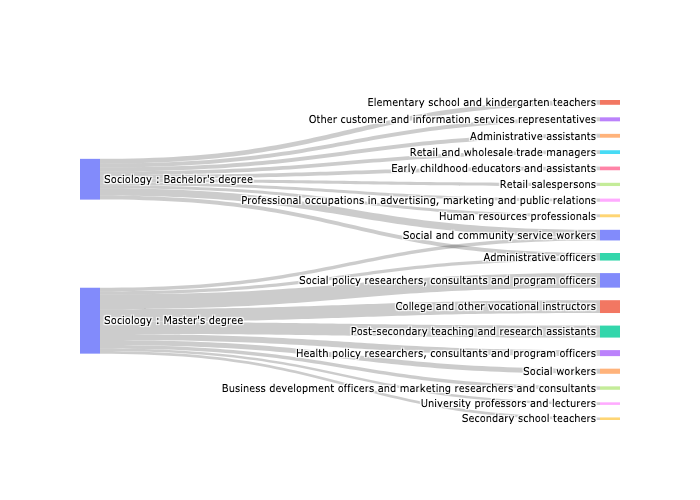 Elementary school and kindergarten teachers
Other customer and information services representatives
Administrative assistants
Retail and wholesale trade managers
Early childhood educators and assistants
Sociology : Bachelor's degree
Retail salespersons
Professional occupations in advertising, marketing and public relations
Human resources professionals
Social and community service workers
Administrative officers
Social policy researchers, consultants and program officers
College and other vocational instructors
Sociology : Master's degree
Post-secondary teaching and research assistants
Health policy researchers, consultants and program officers
Social workers
Business development officers and marketing researchers and consultants
University professors and lecturers
Secondary school teachers